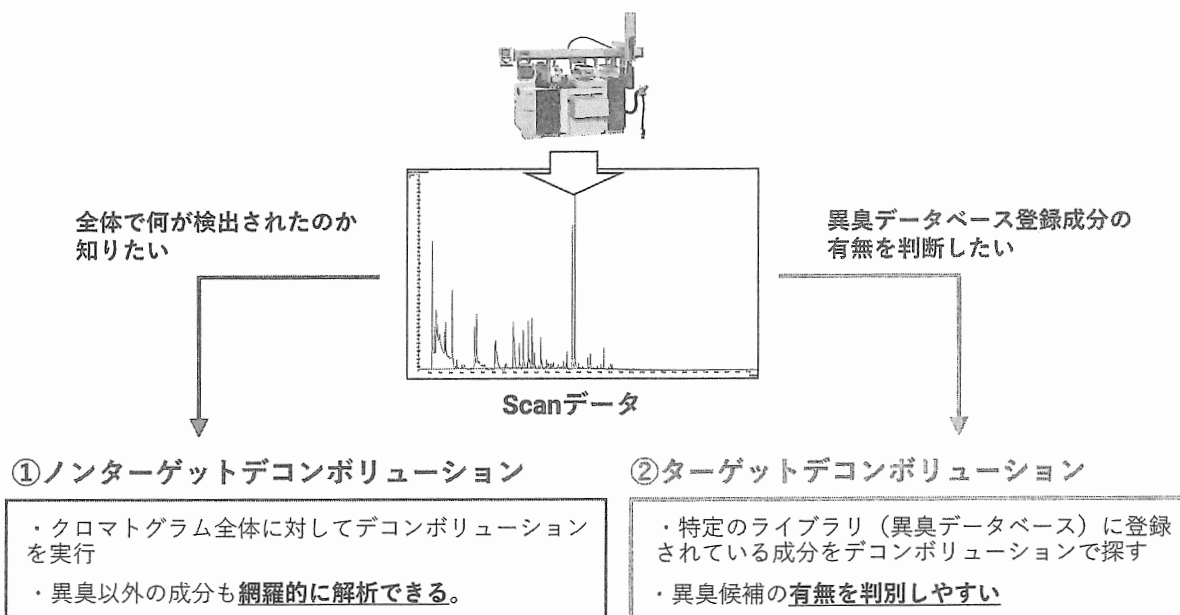 全体で何が検出されたのか
知りたい
異臭データベース登録成分の
有無を判断したい
Scanデータ
①ノンターゲットデコンボリューション
・クロマトグラム全体に対してデコンボリューション
を実行
・異臭以外の成分も網羅的に解析できる。
②ターゲットデコンボリューション
・特定のライブラリ（異臭データベース）に登録
されている成分をデコンボリューションで探す
・異臭候補の有無を判別しやすい